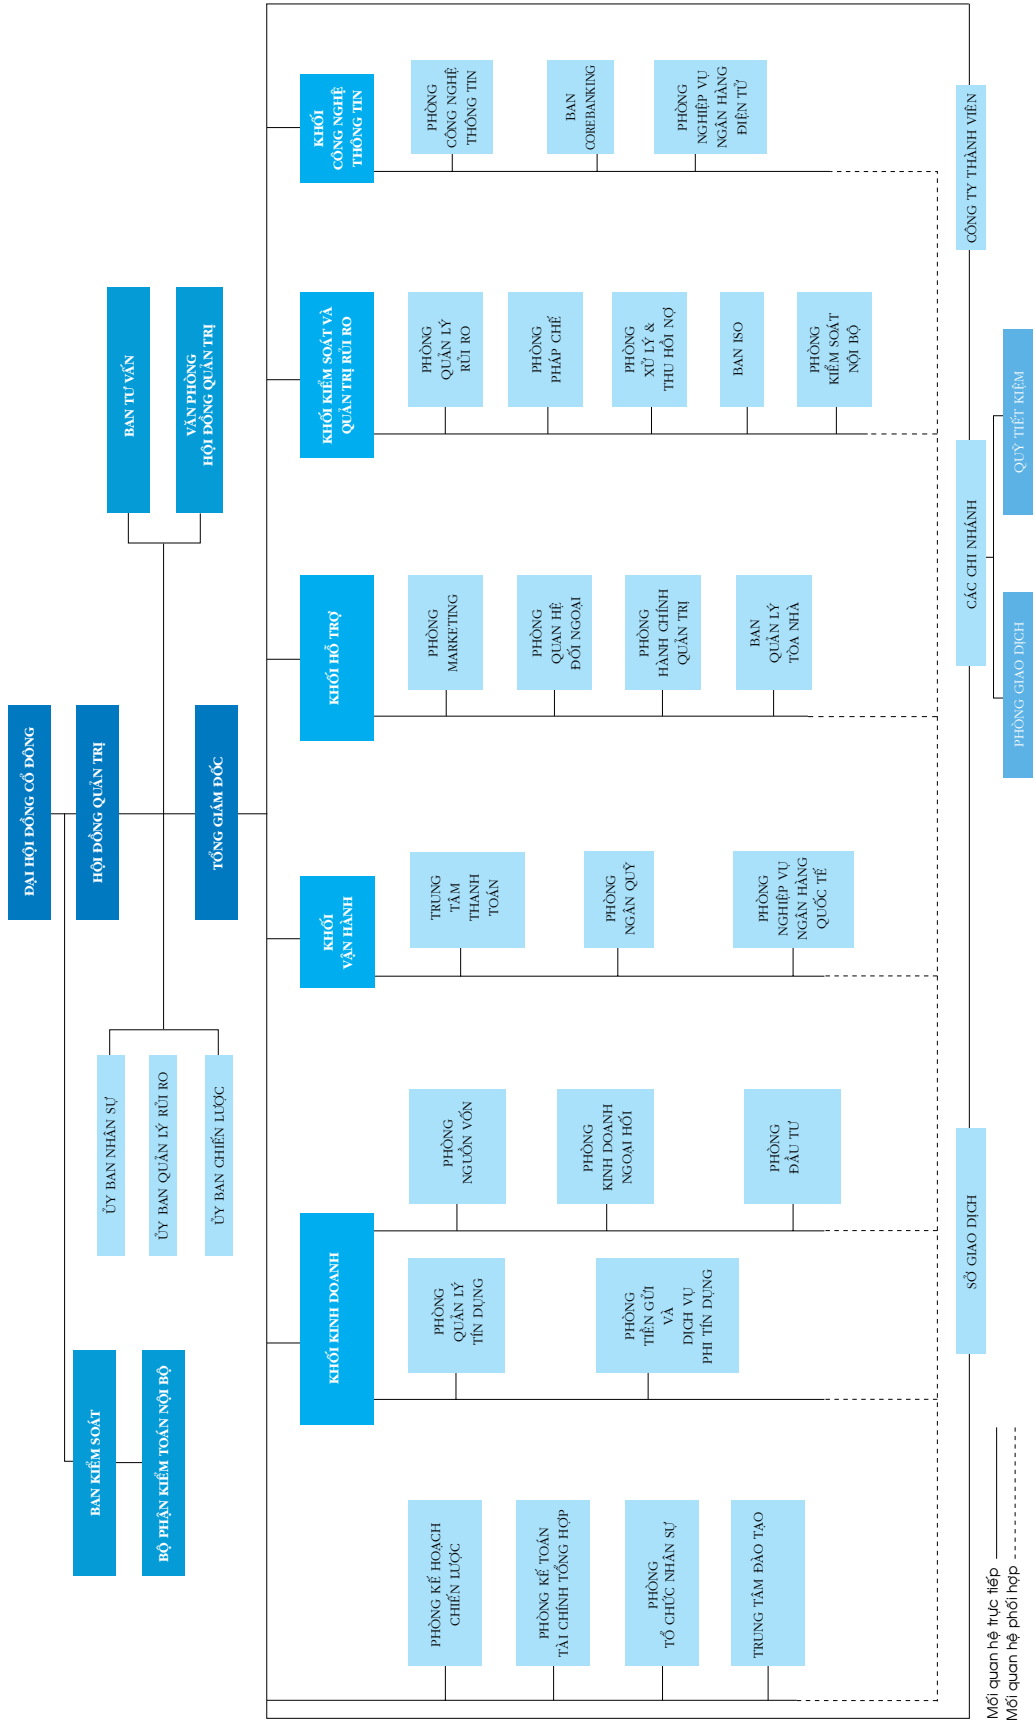 ĐẠI HỘI ĐỒNG CỔ ĐÔNG
HỘI ĐỒNG QUẢN TRỊ
TỔNG GIÁM ĐỐC
BAN KIỂM SOÁT
BỘ PHẬN KIỂM TOÁN NỘI BỘ
ỦY BAN NHÂN SỰ
ỦY BAN QUẢN LÝ RỦI RO
ỦY BAN CHIẾN LƯỢC
BAN TƯ VẤN
VĂN PHÒNG
HỘI ĐỒNG QUẢN TRỊ
PHÒNG KẾ HOẠCH
CHIẾN LƯỢC
PHÒNG KẾ TOÁN
TÀI CHÍNH TỔNG HỢP
PHÒNG
TỔ CHỨC NHÂN SỰ
TRUNG TÂM ĐÀO TẠO
KHỐI KINH DOANH
PHÒNG
QUẢN LÝ
TÍN DỤNG
PHÒNG
TIỀN GỬI
VÀ
DỊCH VỤ
PHI TÍN DỤNG
PHÒNG
NGUỒN VỐN
PHÒNG
KINH DOANH
NGOẠI HỐI
PHÒNG
ĐẦU TƯ
KHỐI
VẬN HÀNH
TRUNG
TÂM
THANH
TOÁN
PHÒNG
NGÂN QUỸ
PHÒNG
NGHIỆP VỤ
NGÂN HÀNG
QUỐC TẾ
KHỐI HỖ TRỢ
PHÒNG
MARKETING
PHÒNG
QUAN HỆ
ĐỐI NGOẠI
PHÒNG
HÀNH CHÍNH
QUẢN TRỊ
BAN
QUẢN LÝ
TÒA NHÀ
KHỐI KIỂM SOÁT VÀ
QUẢN TRỊ RỦI RO
PHÒNG
QUẢN LÝ
RỦI RO
PHÒNG
PHÁP CHẾ
PHÒNG
XỬ LÝ &
THU HỒI NỢ
BAN ISO
PHÒNG
KIỂM SOÁT
NỘI BỘ
KHỐI
CÔNG NGHỆ
THÔNG TIN
PHÒNG
CÔNG NGHỆ
THÔNG TIN
BAN
COREBANKING
PHÒNG
NGHIỆP VỤ
NGÂN HÀNG
ĐIỆN TỬ
SỞ GIAO DỊCH
CÁC CHI NHÁNH
CÔNG TY THÀNH VIÊN
PHÒNG GIAO DỊCH
QUỸ TIẾT KIỆM
Mối quan hệ trực tiếp
Mối quan hệ phối hợp